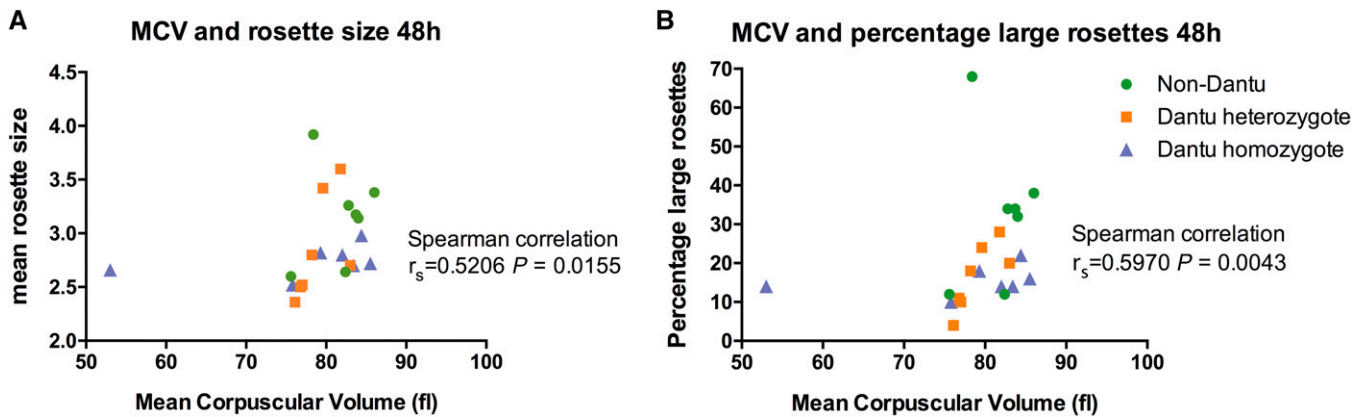 A
MCV and rosette size 48h
4.5
4.0
3.5
3.0
2.5
2.0
mean rosette size
50 60 70 80 90 100
Mean Corpuscular Volume (fl)
Spearman correlation
rs=0.5206 P = 0.0155
B
MCV and percentage large rosettes 48h
70
60
50
40
30
20
10
0
Percentage large rosettes
50 60 70 80 90 100
Mean Corpuscular Volume (fl)
Non-Dantu
Dantu heterozygote
Dantu homozygote
Spearman correlation
rs=0.5970 P = 0.0043